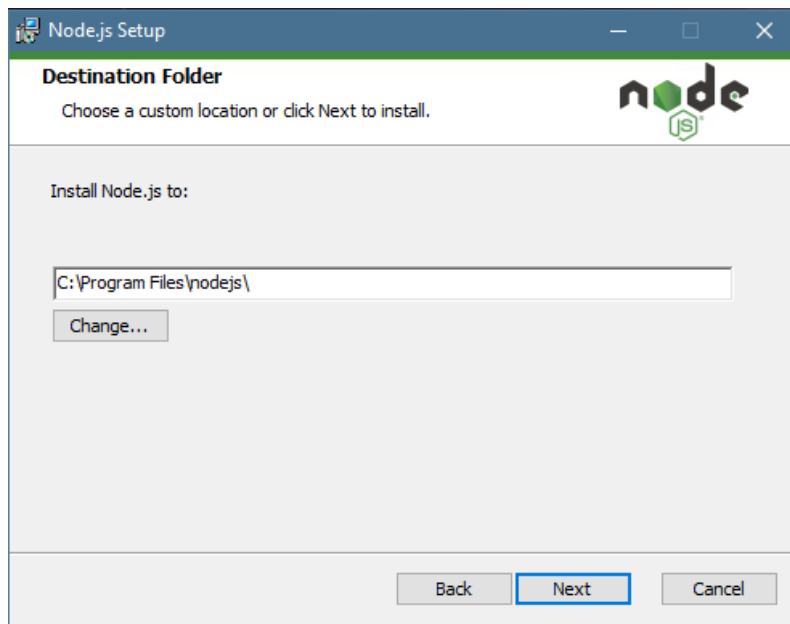 Node.js Setup
Destination Folder
Choose a custom location or click Next to install.
node
JS®
Install Node.js to:
C:\Program Files\nodejs\
Change...
Back Next Cancel